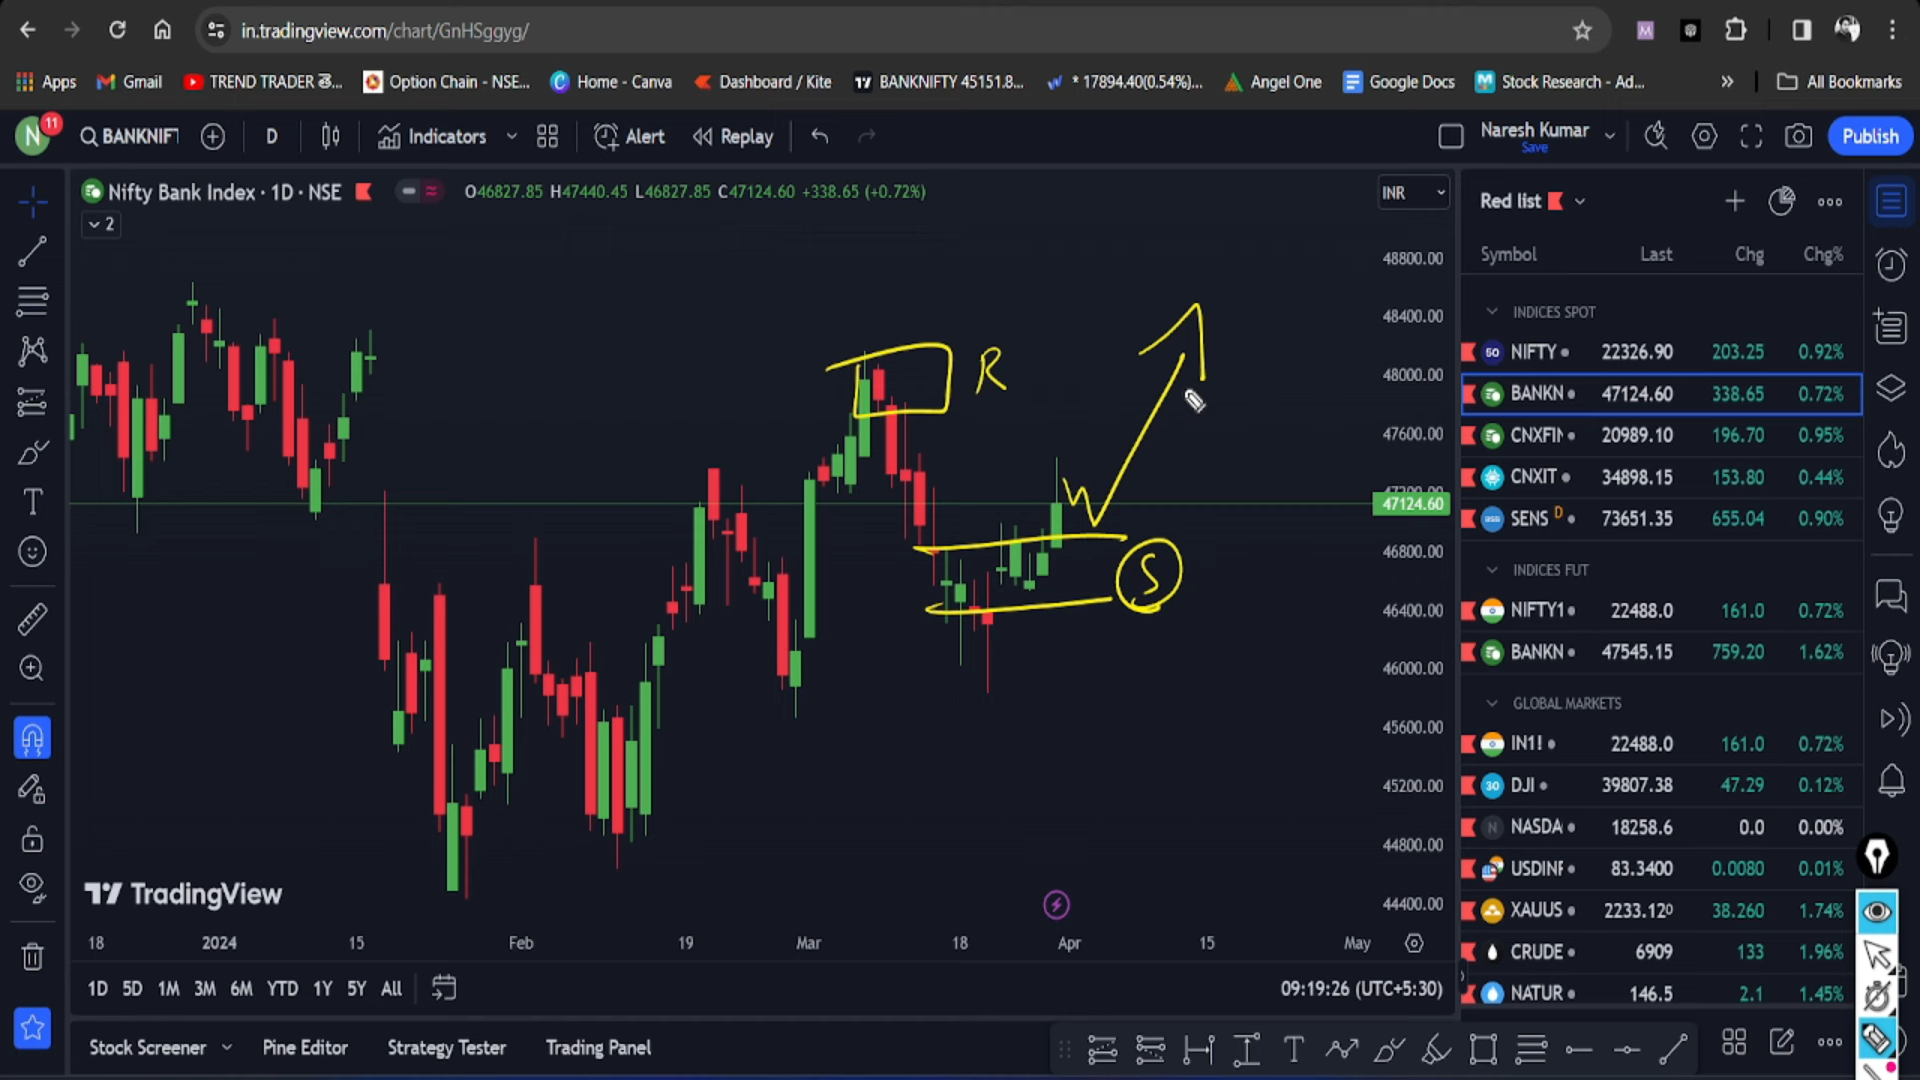 in.tradingview.com/chart/GnHSggyg/
Apps Gmail TREND TRADER తె... Option Chain - NSE... Home - Canva Dashboard / Kite BANKNIFTY 45151.8... * 17894.40(0.54%)... Angel One Google Docs Stock Research - Ad... » All Bookmarks
N 11 BANKNIFT D Indicators Alert Replay Naresh Kumar Save Publish
Nifty Bank Index · 1D · NSE O46827.85 H47440.45 L46827.85 C47124.60 +338.65 (+0.72%) INR
2
48800.00
48400.00
48000.00
47600.00
47200.00
47124.60
46800.00
46400.00
46000.00
45600.00
45200.00
44800.00
44400.00
R
S
TradingView
18 2024 15 Feb 19 Mar 18 Apr 15 May
1D 5D 1M 3M 6M YTD 1Y 5Y All 09:19:26 (UTC+5:30)
Stock Screener Pine Editor Strategy Tester Trading Panel
Red list
Symbol Last Chg Chg%
INDICES SPOT
50 NIFTY 22326.90 203.25 0.92%
BANKN 47124.60 338.65 0.72%
CNXFIN 20989.10 196.70 0.95%
CNXIT 34898.15 153.80 0.44%
SENS D 73651.35 655.04 0.90%
INDICES FUT
NIFTY1 22488.0 161.0 0.72%
BANKN 47545.15 759.20 1.62%
GLOBAL MARKETS
IN1! 22488.0 161.0 0.72%
30 DJI 39807.38 47.29 0.12%
N NASDA 18258.6 0.0 0.00%
USDINF 83.3400 0.0080 0.01%
XAUUS 2233.120 38.260 1.74%
CRUDE 6909 133 1.96%
NATUR 146.5 2.1 1.45%